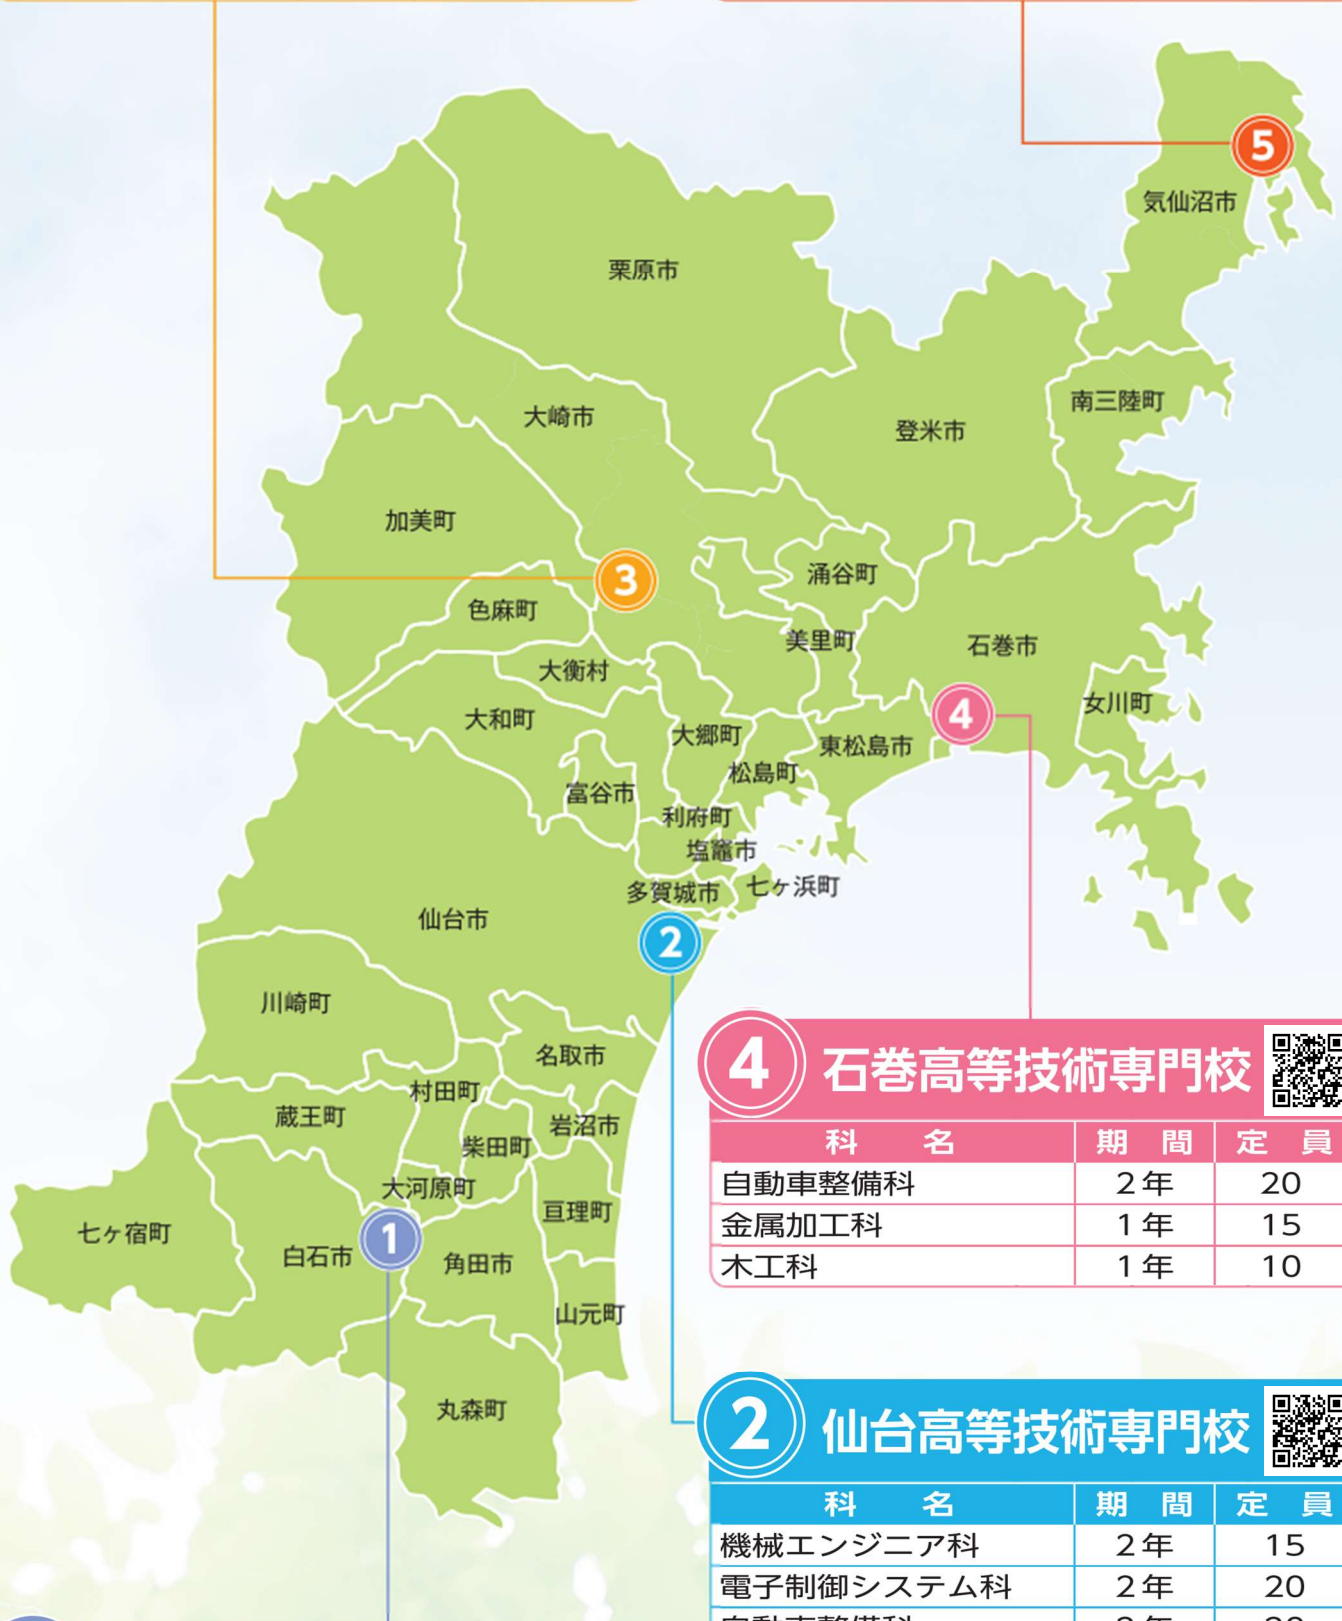 5
気仙沼市
栗原市
南三陸町
大崎市
登米市
加美町
涌谷町
3
色麻町
美里町
石巻市
大衡村
女川町
大和町
4
大郷町
東松島市
松島町
富谷市
利府町
塩竈市
多賀城市
七ヶ浜町
仙台市
2
川崎町
名取市
村田町
蔵王町
岩沼市
柴田町
大河原町
亘理町
七ヶ宿町
1
白石市
角田市
山元町
丸森町
4 石巻高等技術専門校
科 名 期 間 定 員
自動車整備科 2年 20
金属加工科 1年 15
木工科 1年 10
2 仙台高等技術専門校
科 名 期 間 定 員
機械エンジニア科 2年 15
電子制御システム科 2年 20